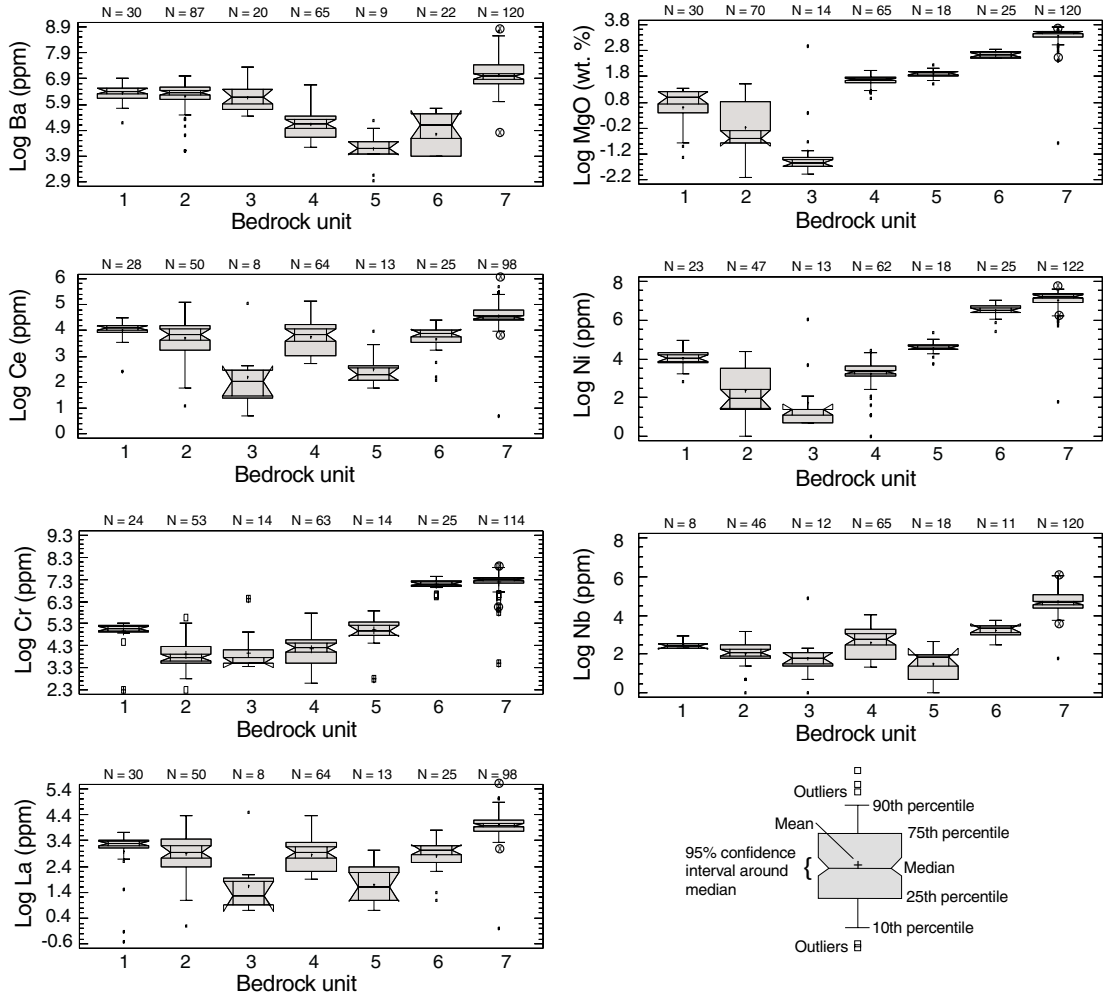 N = 30 N = 87 N = 20 N = 65 N = 9 N = 22 N = 120
8.9
7.9
6.9
5.9
4.9
3.9
2.9
Log Ba (ppm)
1 2 3 4 5 6 7
Bedrock unit
N = 30 N = 70 N = 14 N = 65 N = 18 N = 25 N = 120
3.8
2.8
1.8
0.8
-0.2
-1.2
-2.2
Log MgO (wt. %)
1 2 3 4 5 6 7
Bedrock unit
N = 28 N = 50 N = 8 N = 64 N = 13 N = 25 N = 98
6
5
4
3
2
1
0
Log Ce (ppm)
1 2 3 4 5 6 7
Bedrock unit
N = 23 N = 47 N = 13 N = 62 N = 18 N = 25 N = 122
8
6
4
2
0
Log Ni (ppm)
1 2 3 4 5 6 7
Bedrock unit
N = 24 N = 53 N = 14 N = 63 N = 14 N = 25 N = 114
9.3
8.3
7.3
6.3
5.3
4.3
3.3
2.3
Log Cr (ppm)
1 2 3 4 5 6 7
Bedrock unit
N = 8 N = 46 N = 12 N = 65 N = 18 N = 11 N = 120
8
6
4
2
0
Log Nb (ppm)
1 2 3 4 5 6 7
Bedrock unit
N = 30 N = 50 N = 8 N = 64 N = 13 N = 25 N = 98
5.4
4.4
3.4
2.4
1.4
0.4
-0.6
Log La (ppm)
1 2 3 4 5 6 7
Bedrock unit
Outliers
90th percentile
Mean
75th percentile
95% confidence
interval around
median
{
Median
25th percentile
10th percentile
Outliers